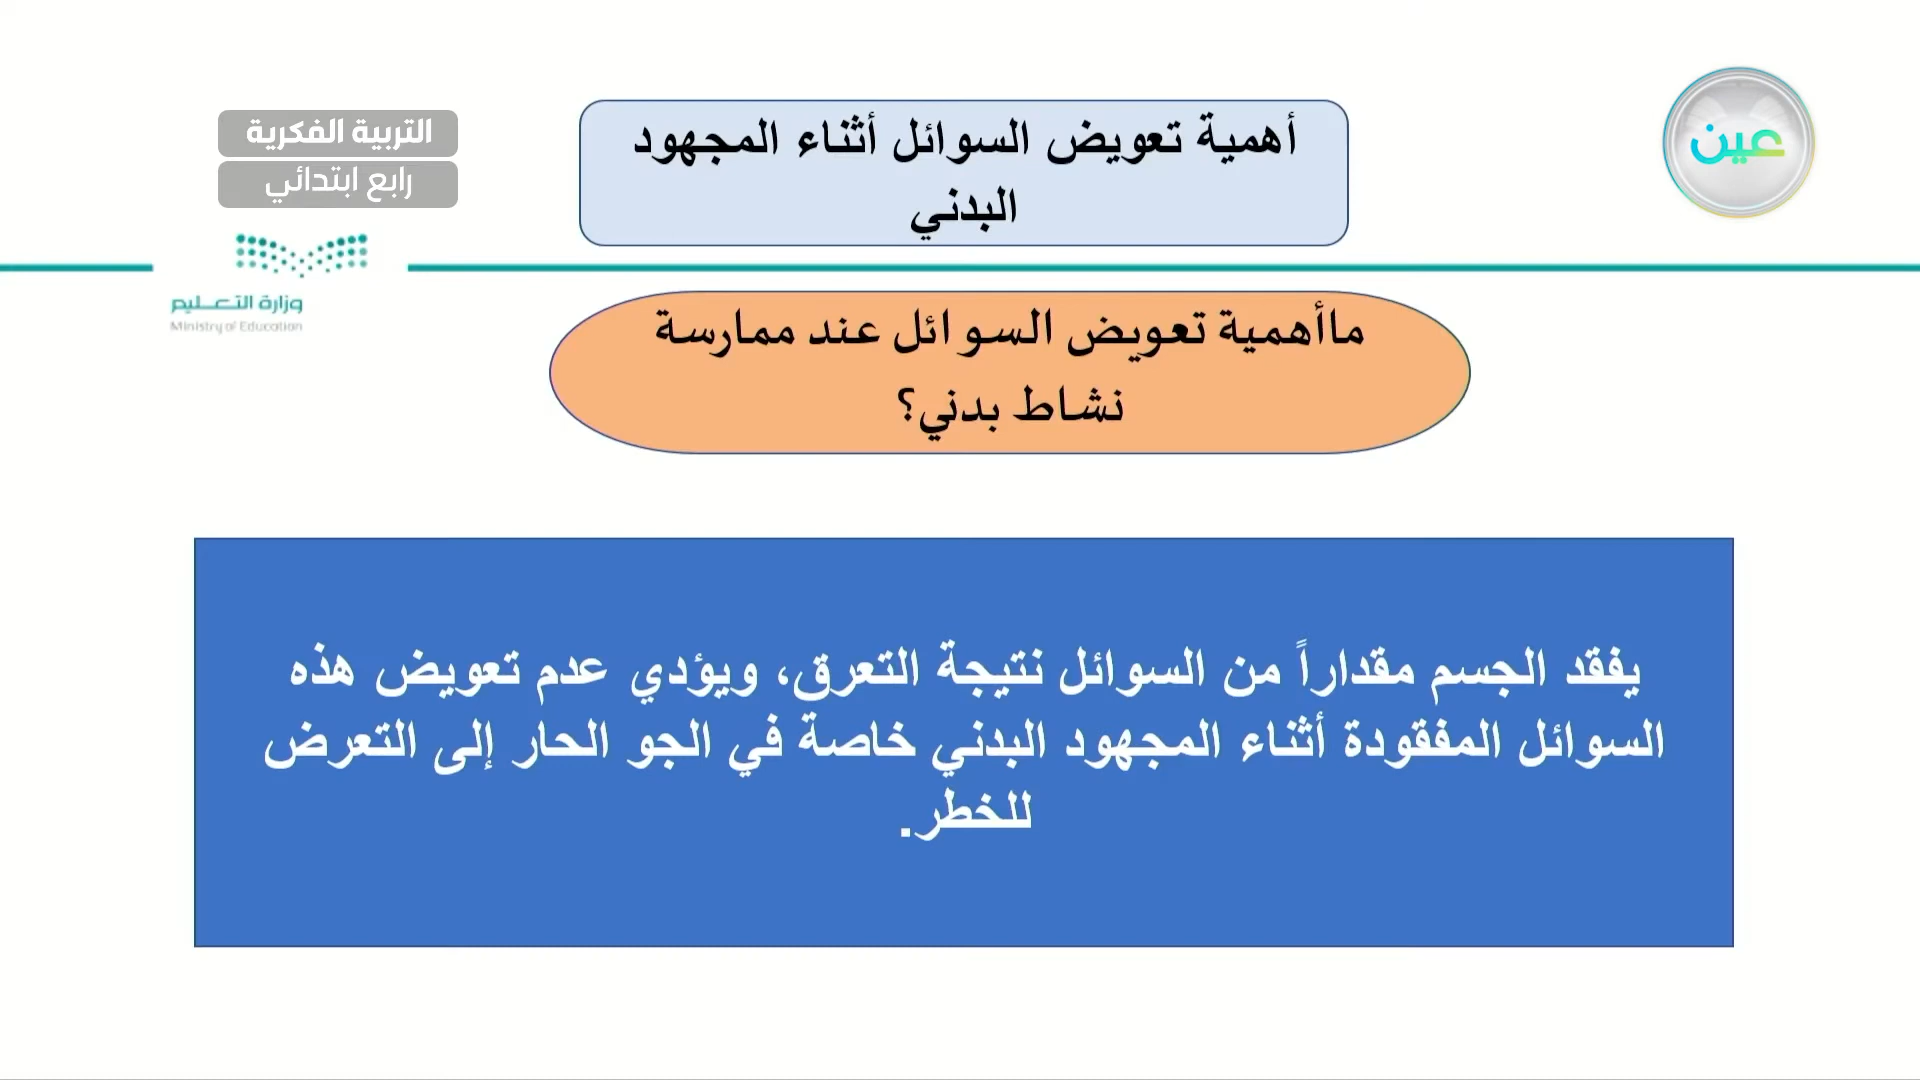 عين
أهمية تعويض السوائل أثناء المجهود
البدني
التربية الفكرية
رابع ابتدائي
وزارة التعـليم
Ministry of Education
ماأهمية تعويض السوائل عند ممارسة
نشاط بدني؟
يفقد الجسم مقداراً من السوائل نتيجة التعرق، ويؤدي عدم تعويض هذه
السوائل المفقودة أثناء المجهود البدني خاصة في الجو الحار إلى التعرض
للخطر.